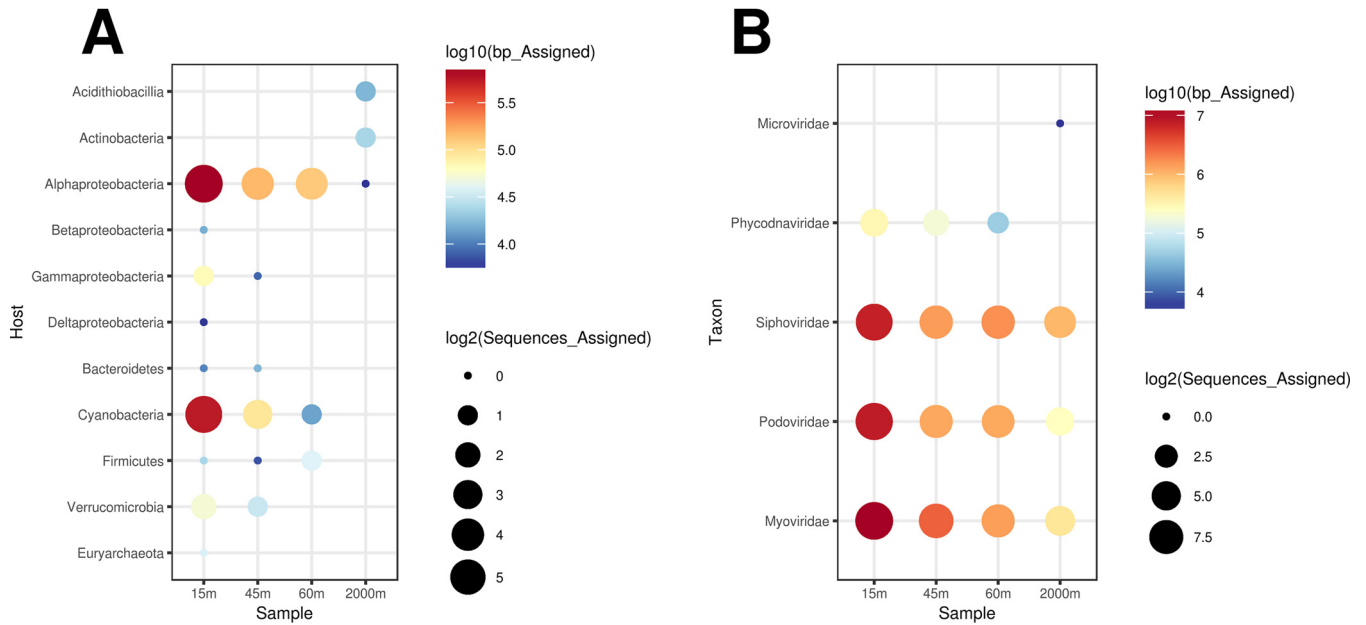 A
Host
Acidithiobacillia
Actinobacteria
Alphaproteobacteria
Betaproteobacteria
Gammaproteobacteria
Deltaproteobacteria
Bacteroidetes
Cyanobacteria
Firmicutes
Verrucomicrobia
Euryarchaeota
15m 45m 60m 2000m
Sample
log10(bp_Assigned)
5.5
5.0
4.5
4.0
log2(Sequences_Assigned)
0
1
2
3
4
5
B
Taxon
Microviridae
Phycodnaviridae
Siphoviridae
Podoviridae
Myoviridae
15m 45m 60m 2000m
Sample
log10(bp_Assigned)
7
6
5
4
log2(Sequences_Assigned)
0.0
2.5
5.0
7.5